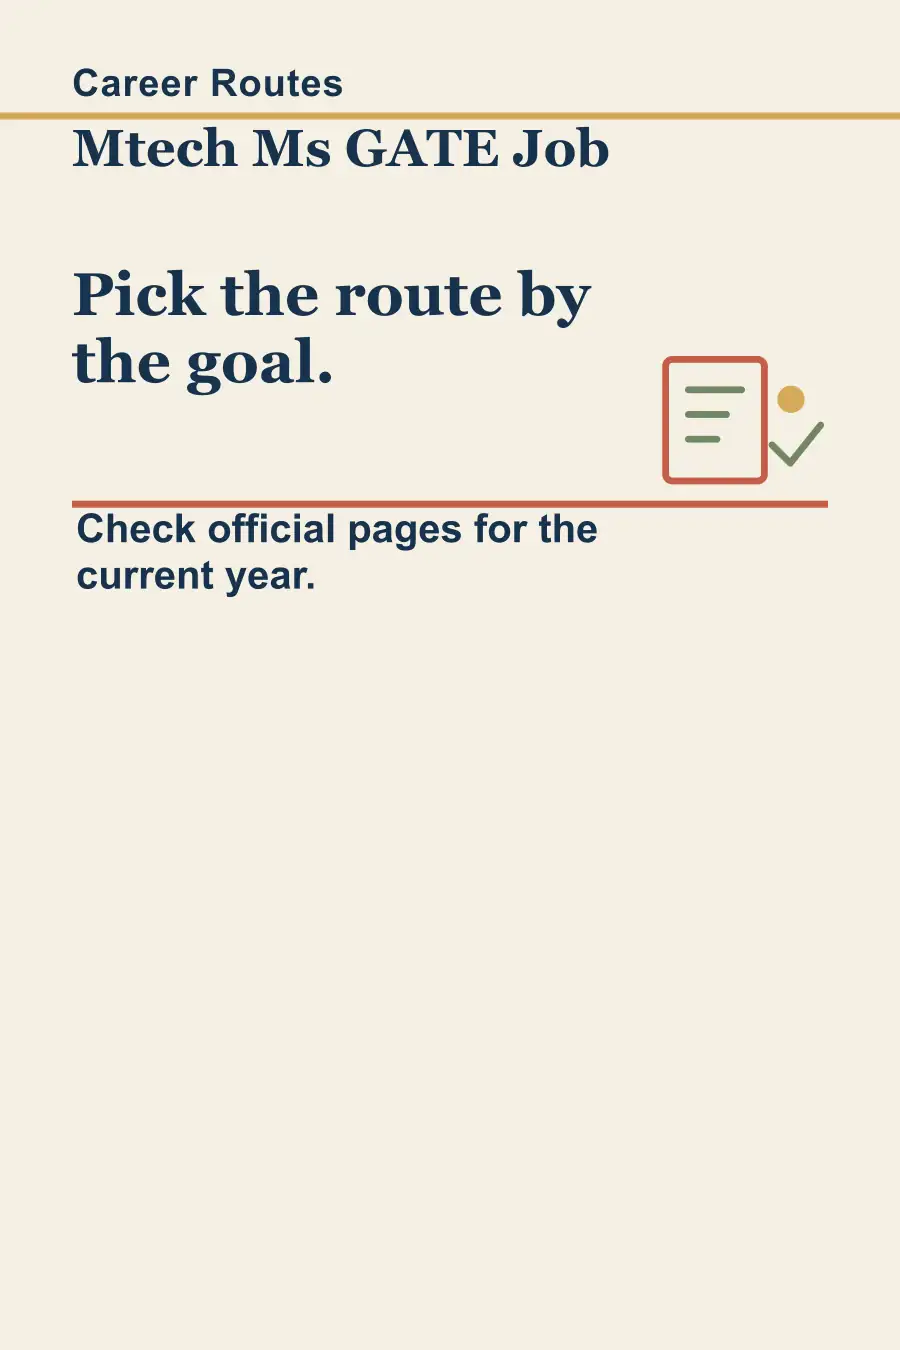 Career Routes
Mtech Ms GATE Job
Pick the route by
the goal.
Check official pages for the
current year.